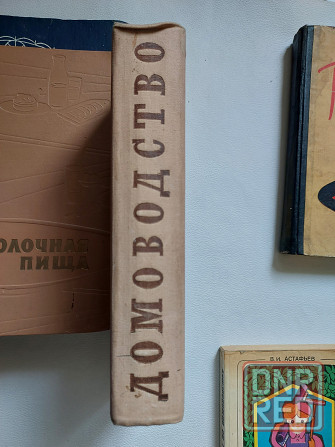 ДОМОВОДСТВО
ОЛОЧНАЯ
ПИЩА
В. И. АСТАФЬЕВ
DNR
RED